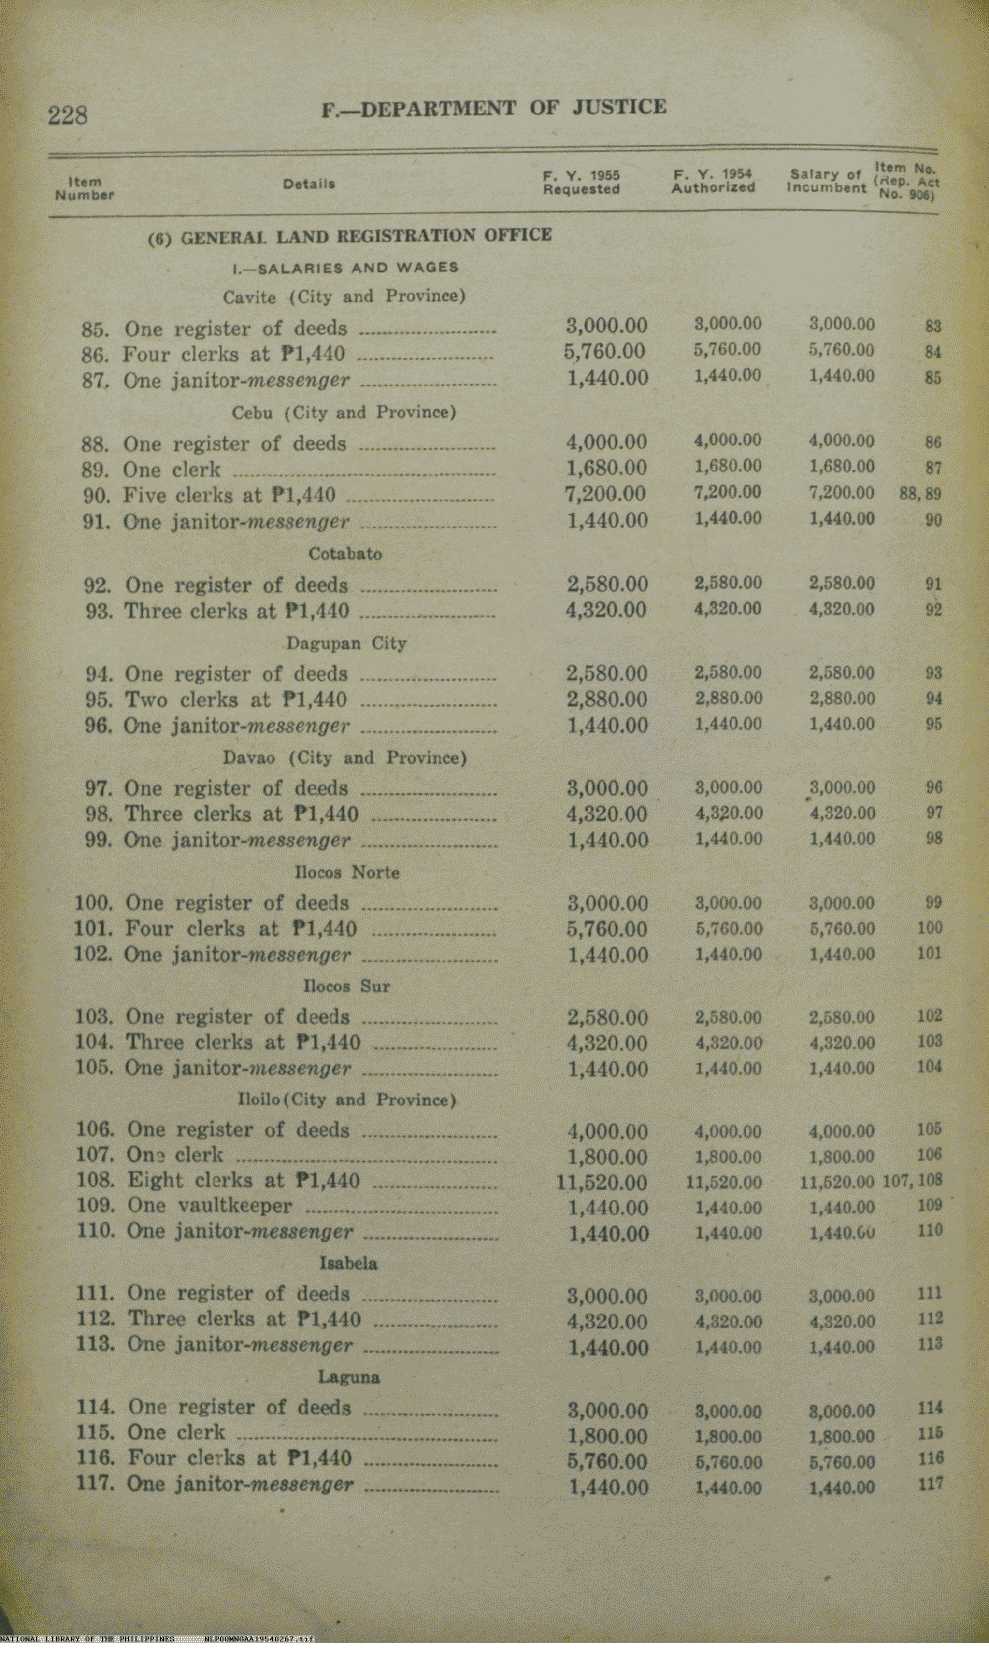 228
F.—DEPARTMENT OF JUSTICE
Item Number Details F. Y. 1955 Requested F. Y. 1954 Authorized Salary of Incumbent Item No. (Rep. Act No. 906)
(6) GENERAL LAND REGISTRATION OFFICE
I.—SALARIES AND WAGES
Cavite (City and Province)
85. One register of deeds 3,000.00 3,000.00 3,000.00 83
86. Four clerks at ₱1,440 5,760.00 5,760.00 5,760.00 84
87. One janitor-messenger 1,440.00 1,440.00 1,440.00 85
Cebu (City and Province)
88. One register of deeds 4,000.00 4,000.00 4,000.00 86
89. One clerk 1,680.00 1,680.00 1,680.00 87
90. Five clerks at ₱1,440 7,200.00 7,200.00 7,200.00 88, 89
91. One janitor-messenger 1,440.00 1,440.00 1,440.00 90
Cotabato
92. One register of deeds 2,580.00 2,580.00 2,580.00 91
93. Three clerks at ₱1,440 4,320.00 4,320.00 4,320.00 92
Dagupan City
94. One register of deeds 2,580.00 2,580.00 2,580.00 93
95. Two clerks at ₱1,440 2,880.00 2,880.00 2,880.00 94
96. One janitor-messenger 1,440.00 1,440.00 1,440.00 95
Davao (City and Province)
97. One register of deeds 3,000.00 3,000.00 3,000.00 96
98. Three clerks at ₱1,440 4,320.00 4,320.00 4,320.00 97
99. One janitor-messenger 1,440.00 1,440.00 1,440.00 98
Ilocos Norte
100. One register of deeds 3,000.00 3,000.00 3,000.00 99
101. Four clerks at ₱1,440 5,760.00 5,760.00 5,760.00 100
102. One janitor-messenger 1,440.00 1,440.00 1,440.00 101
Ilocos Sur
103. One register of deeds 2,580.00 2,580.00 2,580.00 102
104. Three clerks at ₱1,440 4,320.00 4,320.00 4,320.00 103
105. One janitor-messenger 1,440.00 1,440.00 1,440.00 104
Iloilo (City and Province)
106. One register of deeds 4,000.00 4,000.00 4,000.00 105
107. One clerk 1,800.00 1,800.00 1,800.00 106
108. Eight clerks at ₱1,440 11,520.00 11,520.00 11,520.00 107, 108
109. One vaultkeeper 1,440.00 1,440.00 1,440.00 109
110. One janitor-messenger 1,440.00 1,440.00 1,440.00 110
Isabela
111. One register of deeds 3,000.00 3,000.00 3,000.00 111
112. Three clerks at ₱1,440 4,320.00 4,320.00 4,320.00 112
113. One janitor-messenger 1,440.00 1,440.00 1,440.00 113
Laguna
114. One register of deeds 3,000.00 3,000.00 3,000.00 114
115. One clerk 1,800.00 1,800.00 1,800.00 115
116. Four clerks at ₱1,440 5,760.00 5,760.00 5,760.00 116
117. One janitor-messenger 1,440.00 1,440.00 1,440.00 117
NATIONAL LIBRARY OF THE PHILIPPINES